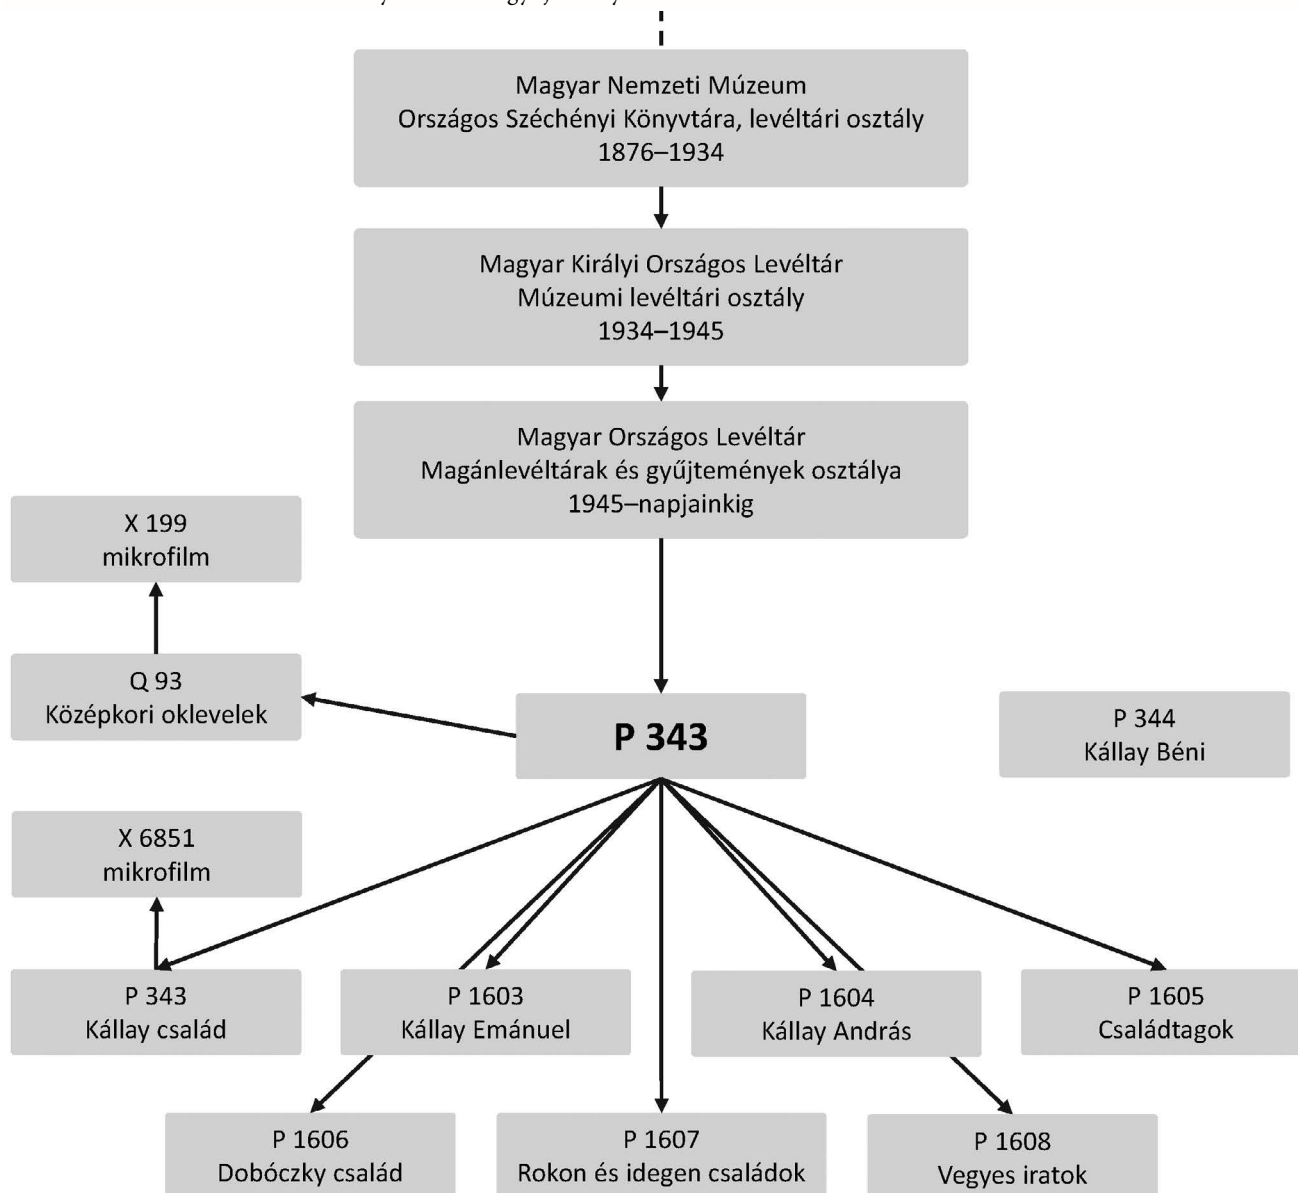 Magyar Nemzeti Múzeum
Országos Széchényi Könyvtára, levéltári osztály
1876–1934
Magyar Királyi Országos Levéltár
Múzeumi levéltári osztály
1934–1945
Magyar Országos Levéltár
Magánlevéltárak és gyűjtemények osztálya
1945–napjainkig
X 199
mikrofilm
Q 93
Középkori oklevelek
P 343
P 344
Kállay Béni
X 6851
mikrofilm
P 343
Kállay család
P 1603
Kállay Emánuel
P 1604
Kállay András
P 1605
Családtagok
P 1606
Dobóczky család
P 1607
Rokon és idegen családok
P 1608
Vegyes iratok